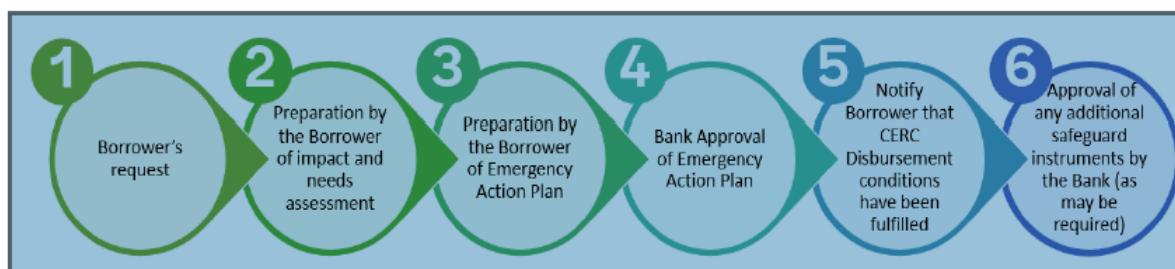 1
Borrower's
request
2
Preparation by
the Borrower
of impact and
needs
assessment
3
Preparation by
the Borrower
of Emergency
Action Plan
4
Bank Approval
of Emergency
Action Plan
5
Notify
Borrower that
CERC
Disbursement
conditions
have been
fulfilled
6
Approval of
any additional
safeguard
instruments by
the Bank (as
may be
required)